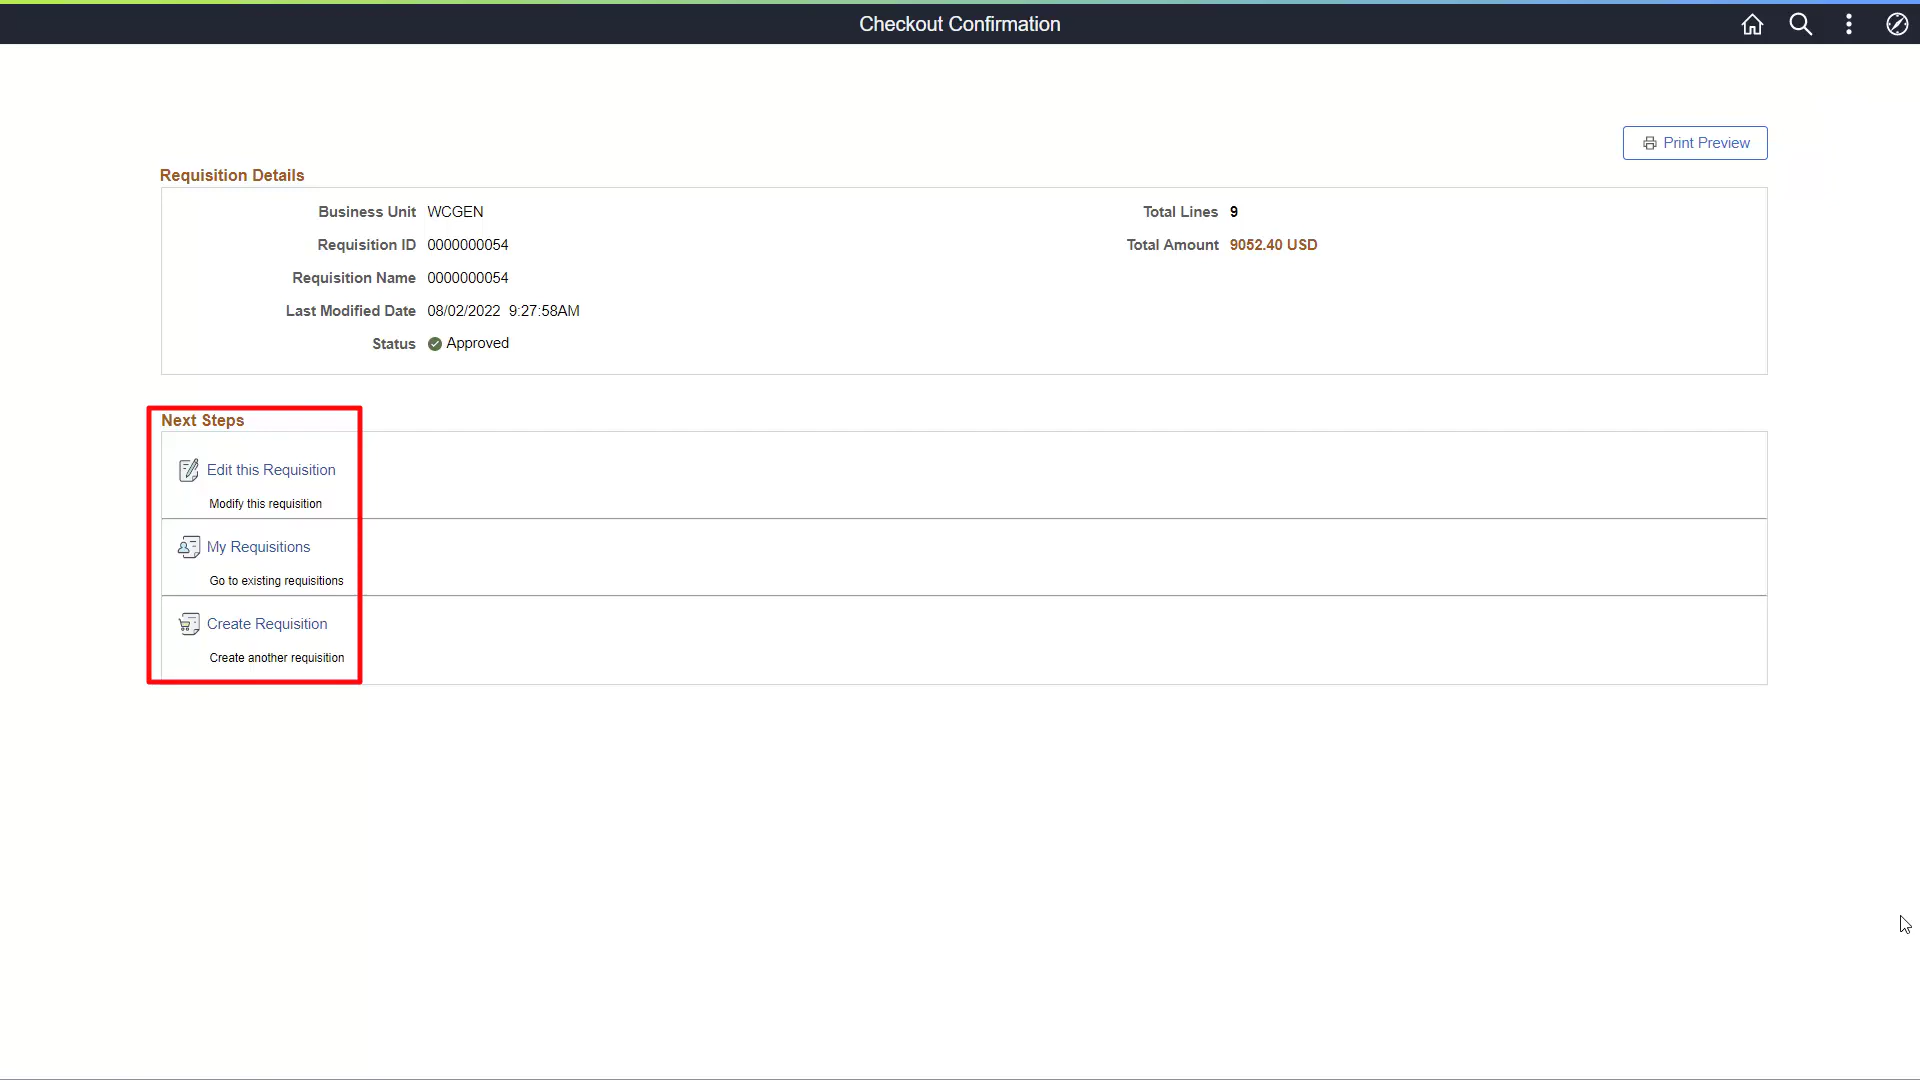 Checkout Confirmation
Print Preview
Requisition Details
Business Unit WCGEN Total Lines 9
Requisition ID 0000000054 Total Amount 9052.40 USD
Requisition Name 0000000054
Last Modified Date 08/02/2022 9:27:58AM
Status Approved
Next Steps
Edit this Requisition
Modify this requisition
My Requisitions
Go to existing requisitions
Create Requisition
Create another requisition